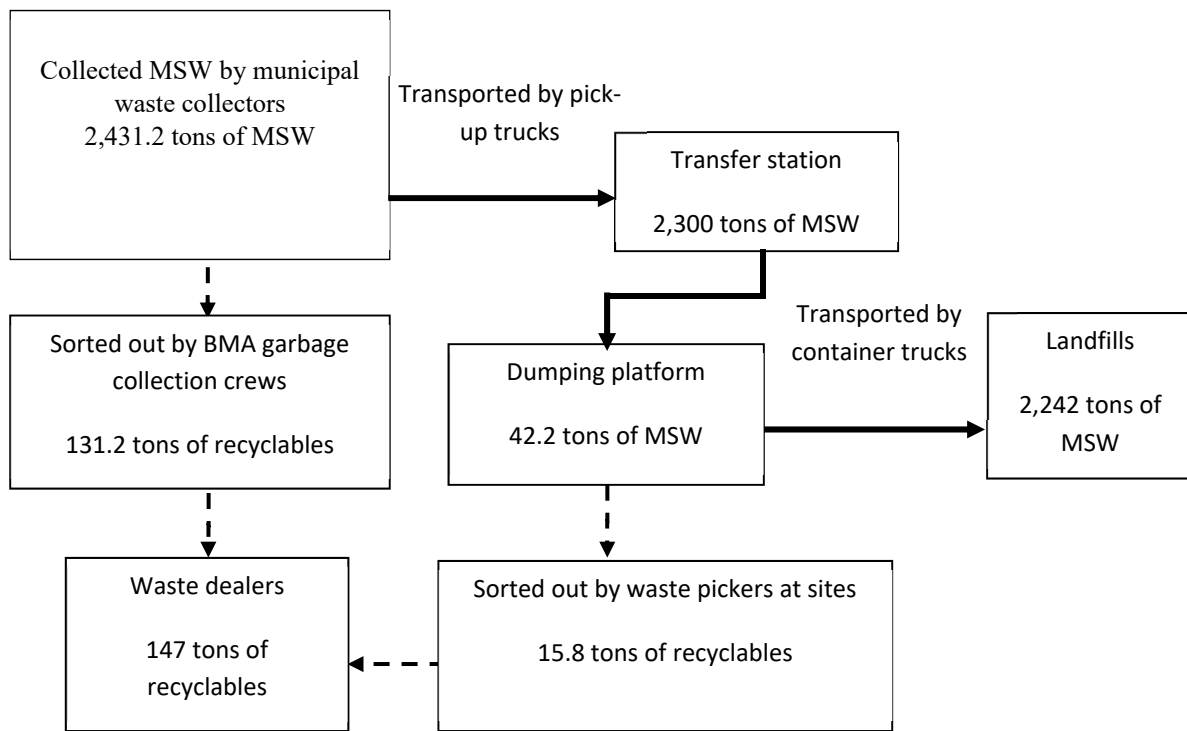 Collected MSW by municipal
waste collectors
2,431.2 tons of MSW
Transported by pick-
up trucks
Transfer station
2,300 tons of MSW
Sorted out by BMA garbage
collection crews
131.2 tons of recyclables
Dumping platform
42.2 tons of MSW
Transported by
container trucks
Landfills
2,242 tons of
MSW
Waste dealers
147 tons of
recyclables
Sorted out by waste pickers at sites
15.8 tons of recyclables